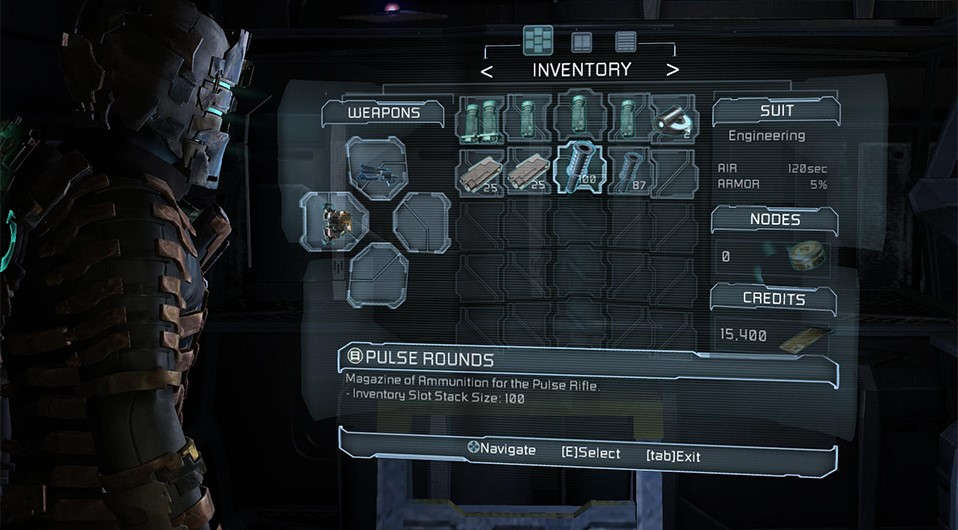 < INVENTORY >
WEAPONS
2
25
25
100
87
SUIT
Engineering
AIR 120sec
ARMOR 5%
NODES
0
CREDITS
15,400
PULSE ROUNDS
Magazine of Ammunition for the Pulse Rifle.
- Inventory Slot Stack Size: 100
Navigate [E]Select [tab]Exit